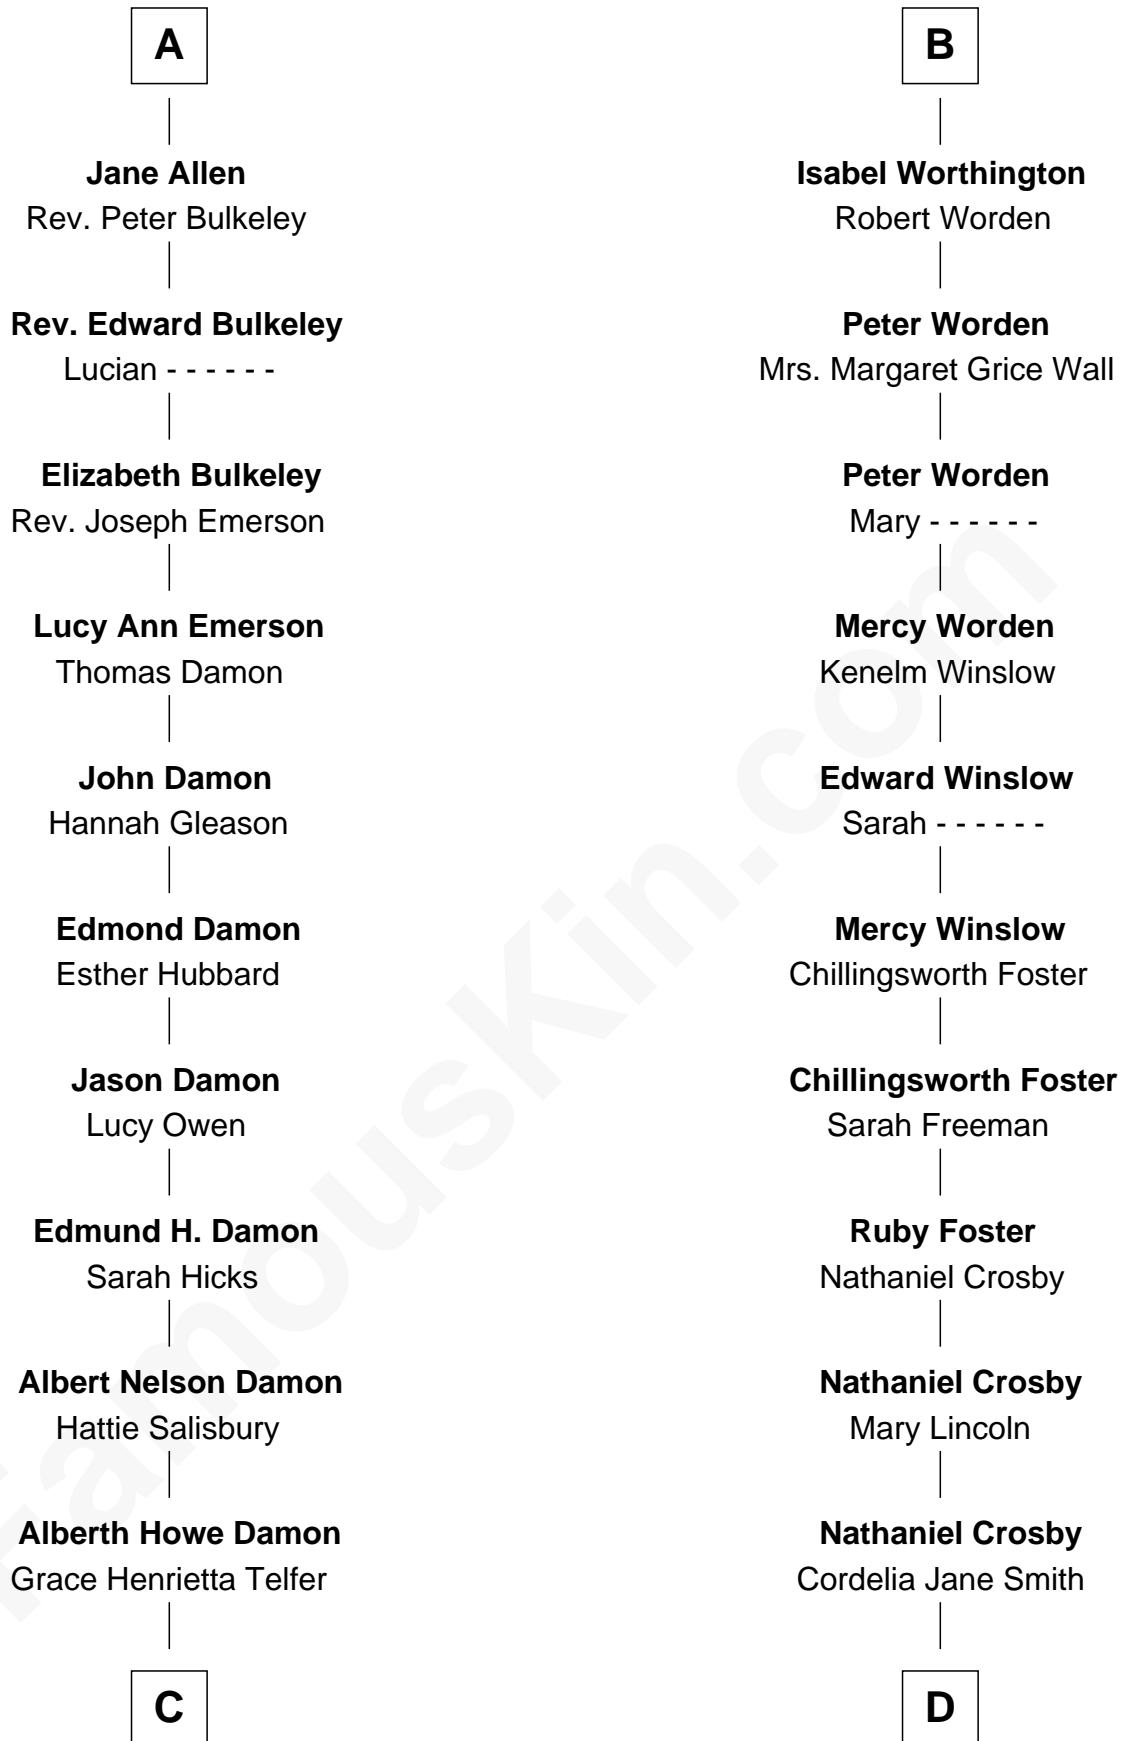 A
Jane Allen
Rev. Peter Bulkeley
Rev. Edward Bulkeley
Lucian - - - - - -
Elizabeth Bulkeley
Rev. Joseph Emerson
Lucy Ann Emerson
Thomas Damon
John Damon
Hannah Gleason
Edmond Damon
Esther Hubbard
Jason Damon
Lucy Owen
Edmund H. Damon
Sarah Hicks
Albert Nelson Damon
Hattie Salisbury
Alberth Howe Damon
Grace Henrietta Telfer
C
B
Isabel Worthington
Robert Worden
Peter Worden
Mrs. Margaret Grice Wall
Peter Worden
Mary - - - - - -
Mercy Worden
Kenelm Winslow
Edward Winslow
Sarah - - - - - -
Mercy Winslow
Chillingsworth Foster
Chillingsworth Foster
Sarah Freeman
Ruby Foster
Nathaniel Crosby
Nathaniel Crosby
Mary Lincoln
Nathaniel Crosby
Cordelia Jane Smith
D
FamousKin.com